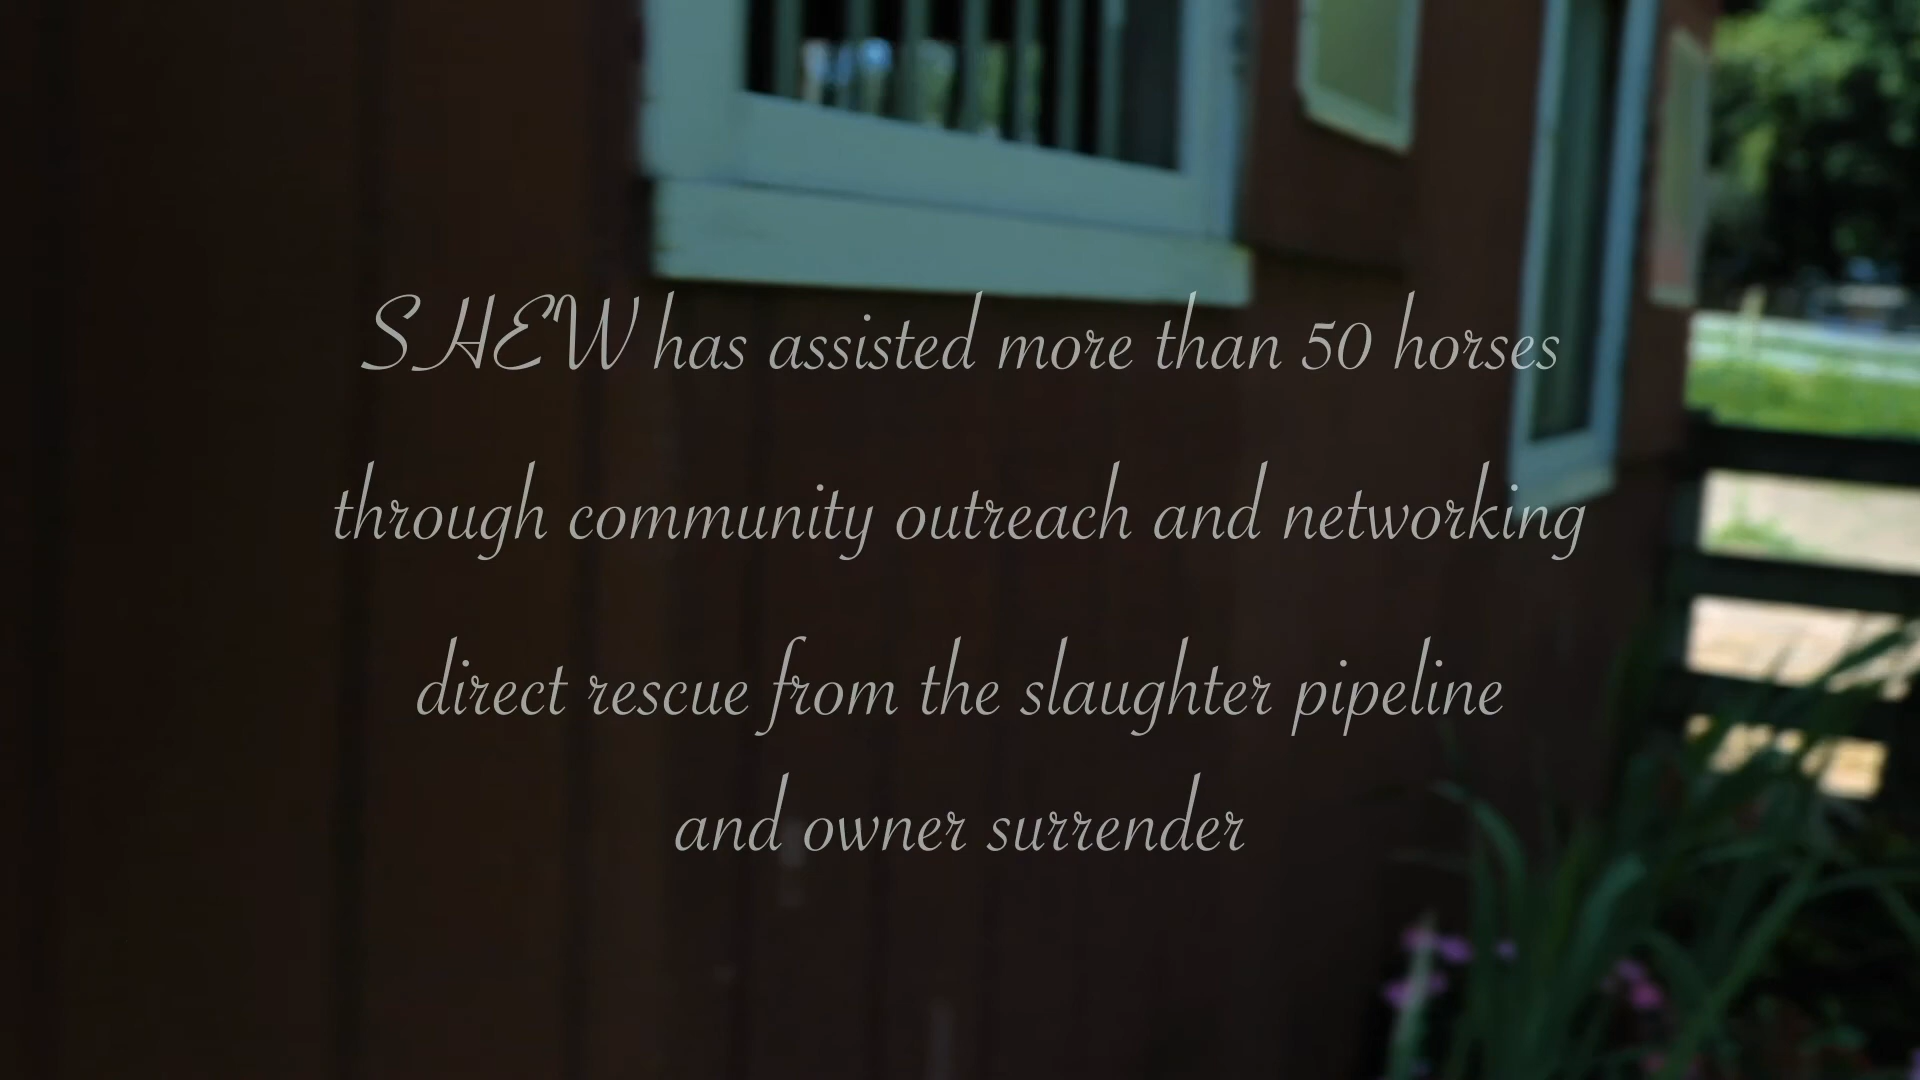 SHEW has assisted more than 50 horses
through community outreach and networking
direct rescue from the slaughter pipeline
and owner surrender